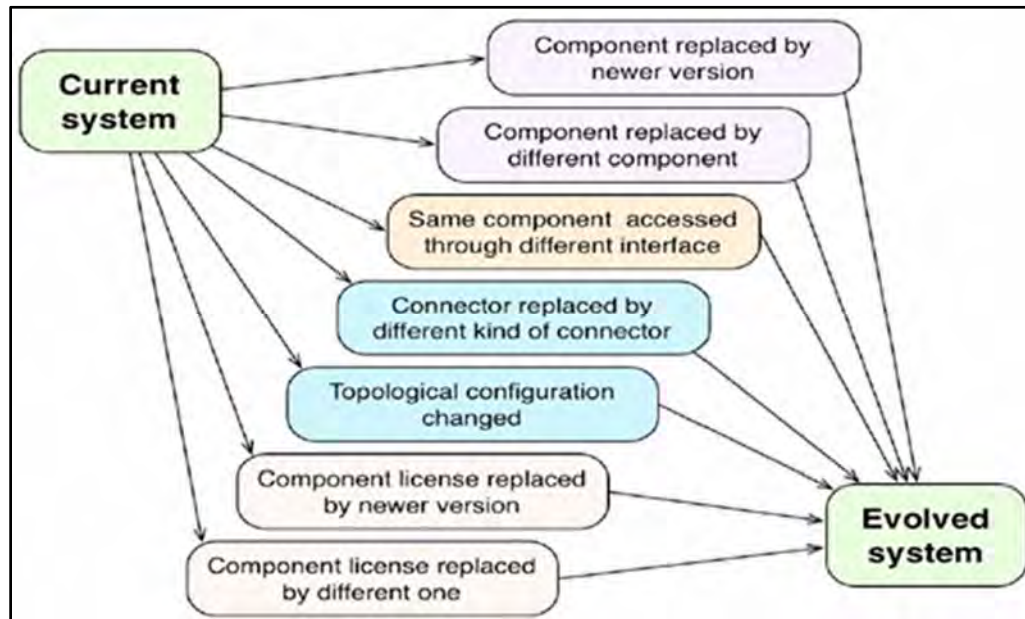 Current
system
Component replaced by
newer version
Component replaced by
different component
Same component accessed
through different interface
Connector replaced by
different kind of connector
Topological configuration
changed
Component license replaced
by newer version
Component license replaced
by different one
Evolved
system